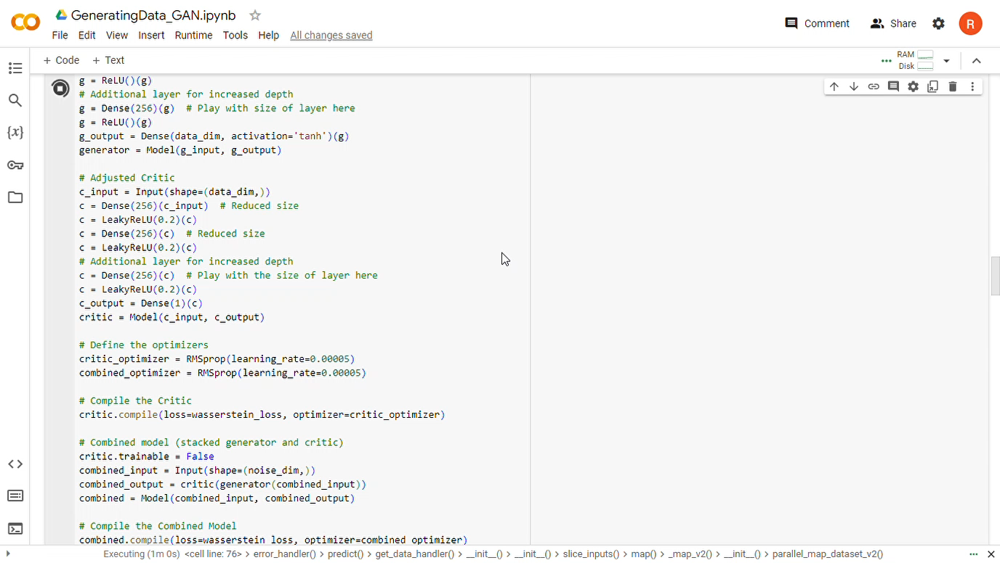 GeneratingData_GAN.ipynb
File Edit View Insert Runtime Tools Help All changes saved
Comment Share R
+ Code + Text
RAM
Disk
g = ReLU()(g)
# Additional layer for increased depth
g = Dense(256)(g)  # Play with size of layer here
g = ReLU()(g)
g_output = Dense(data_dim, activation='tanh')(g)
generator = Model(g_input, g_output)
# Adjusted Critic
c_input = Input(shape=(data_dim,))
c = Dense(256)(c_input)  # Reduced size
c = LeakyReLU(0.2)(c)
c = Dense(256)(c)  # Reduced size
c = LeakyReLU(0.2)(c)
# Additional layer for increased depth
c = Dense(256)(c)  # Play with the size of layer here
c = LeakyReLU(0.2)(c)
c_output = Dense(1)(c)
critic = Model(c_input, c_output)
# Define the optimizers
critic_optimizer = RMSprop(learning_rate=0.00005)
combined_optimizer = RMSprop(learning_rate=0.00005)
# Compile the Critic
critic.compile(loss=wasserstein_loss, optimizer=critic_optimizer)
# Combined model (stacked generator and critic)
critic.trainable = False
combined_input = Input(shape=(noise_dim,))
combined_output = critic(generator(combined_input))
combined = Model(combined_input, combined_output)
# Compile the Combined Model
combined.compile(loss=wasserstein_loss, optimizer=combined_optimizer)
Executing (1m 0s) <cell line: 76> > error_handler() > predict() > get_data_handler() > __init__() > __init__() > slice_inputs() > map() > _map_v2() > __init__() > parallel_map_dataset_v2()